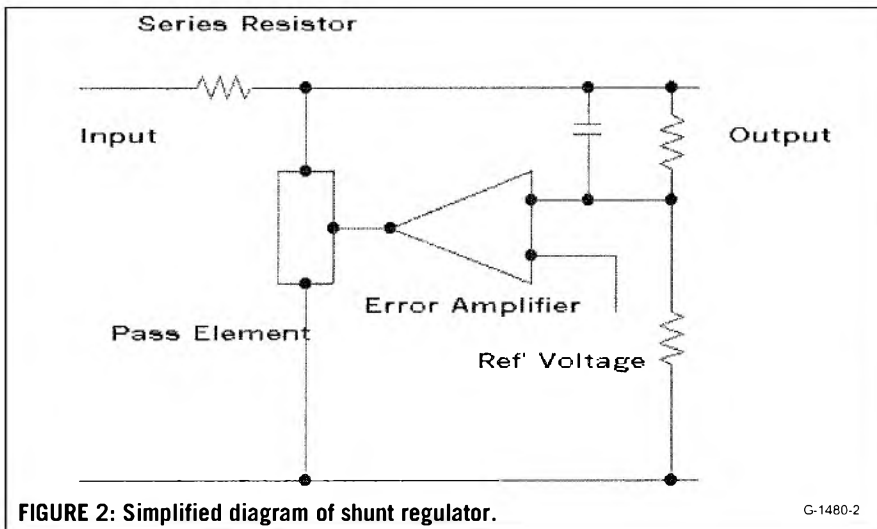 Series Resistor
Input
Output
Error Amplifier
Pass Element
Ref' Voltage
FIGURE 2: Simplified diagram of shunt regulator.
G-1480-2